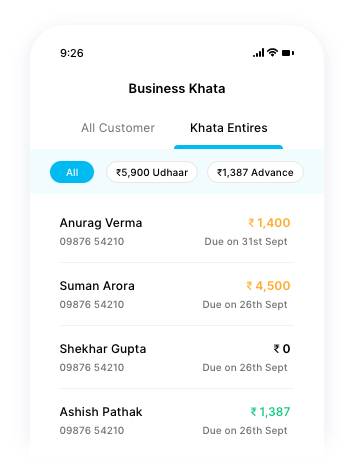 9:26
Business Khata
All Customer Khata Entires
All ₹5,900 Udhaar ₹1,387 Advance
Anurag Verma ₹ 1,400
09876 54210 Due on 31st Sept
Suman Arora ₹ 4,500
09876 54210 Due on 26th Sept
Shekhar Gupta ₹ 0
09876 54210 Due on 26th Sept
Ashish Pathak ₹ 1,387
09876 54210 Due on 26th Sept